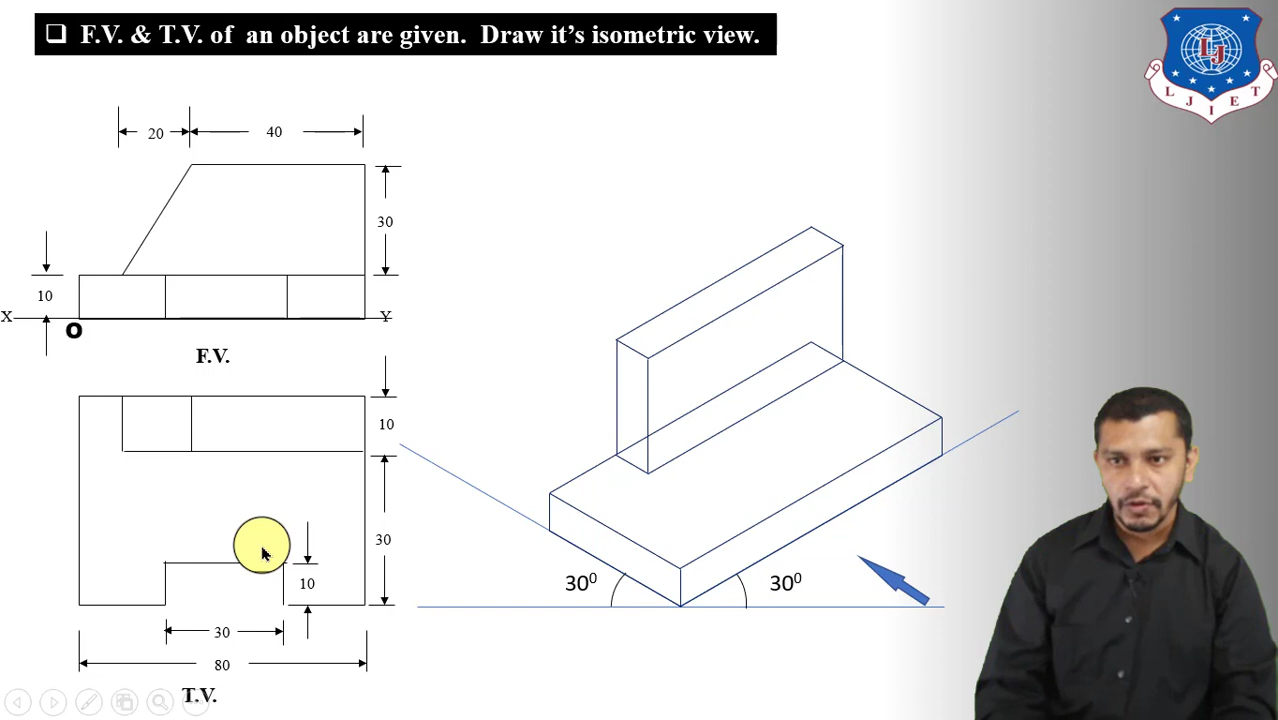 ❑ F.V. & T.V. of an object are given. Draw it's isometric view.
L J I E T
LJ
20
40
30
10
X
Y
O
F.V.
10
30
10
30
80
T.V.
30⁰
30⁰